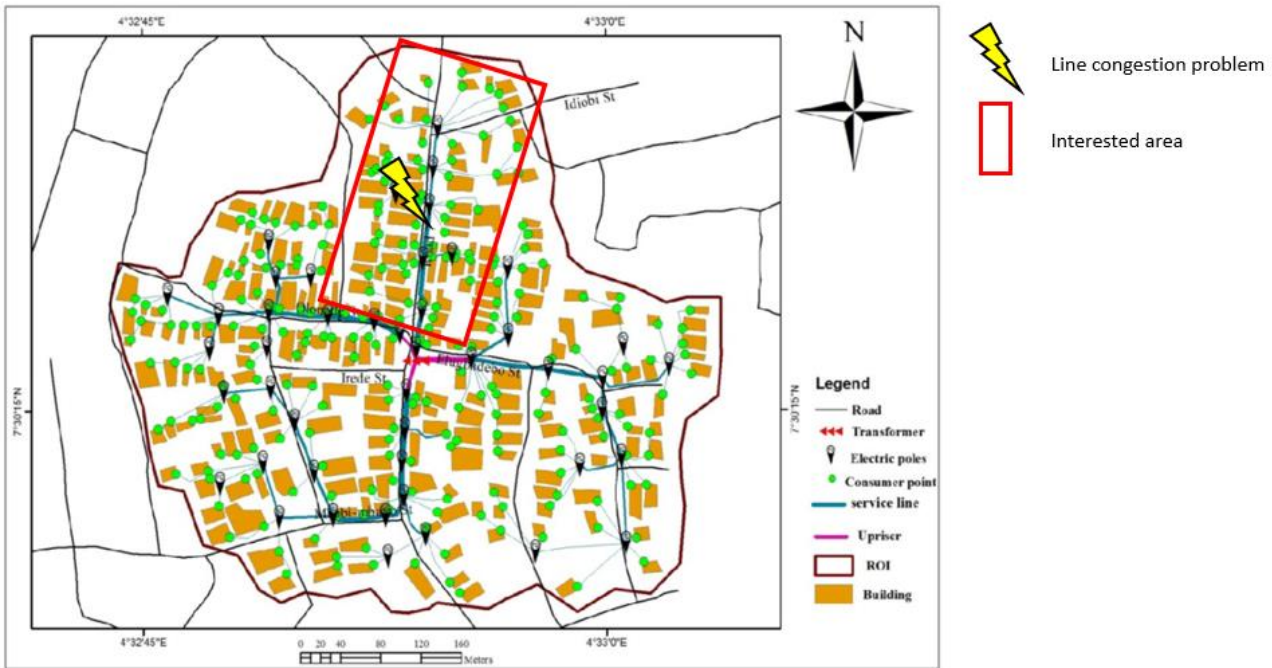 4°32'45"E
4°33'0"E
N
Line congestion problem
Interested area
Idiobi St
Irede St
7°30'15"N
7°30'15"N
Legend
Road
Transformer
Electric poles
Consumer point
service line
Upriser
ROI
Building
4°32'45"E
4°33'0"E
0 20 40 80 120 160
Meters